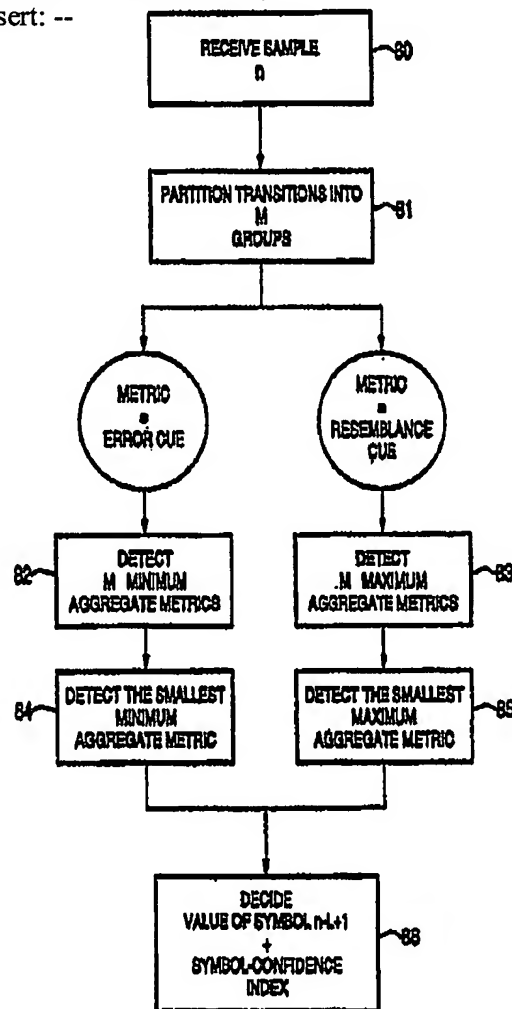 sert: --
RECEIVE SAMPLE
n
80
PARTITION TRANSITIONS INTO
M
GROUPS
81
METRIC
=
ERROR CUE
METRIC
=
RESEMBLANCE
CUE
82
DETECT
M MINIMUM
AGGREGATE METRICS
DETECT
.M MAXIMUM
AGGREGATE METRICS
83
84
DETECT THE SMALLEST
MINIMUM
AGGREGATE METRIC
DETECT THE SMALLEST
MAXIMUM
AGGREGATE METRIC
85
DECIDE
VALUE OF SYMBOL n-L+1
+
SYMBOL-CONFIDENCE
INDEX
86